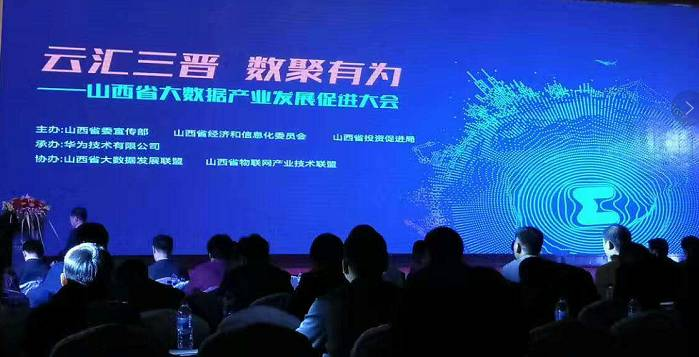 云汇三晋 数聚有为
——山西省大数据产业发展促进大会
主办:山西省委宣传部 山西省经济和信息化委员会 山西省投资促进局
承办:华为技术有限公司
协办:山西省大数据发展联盟 山西省物联网产业技术联盟